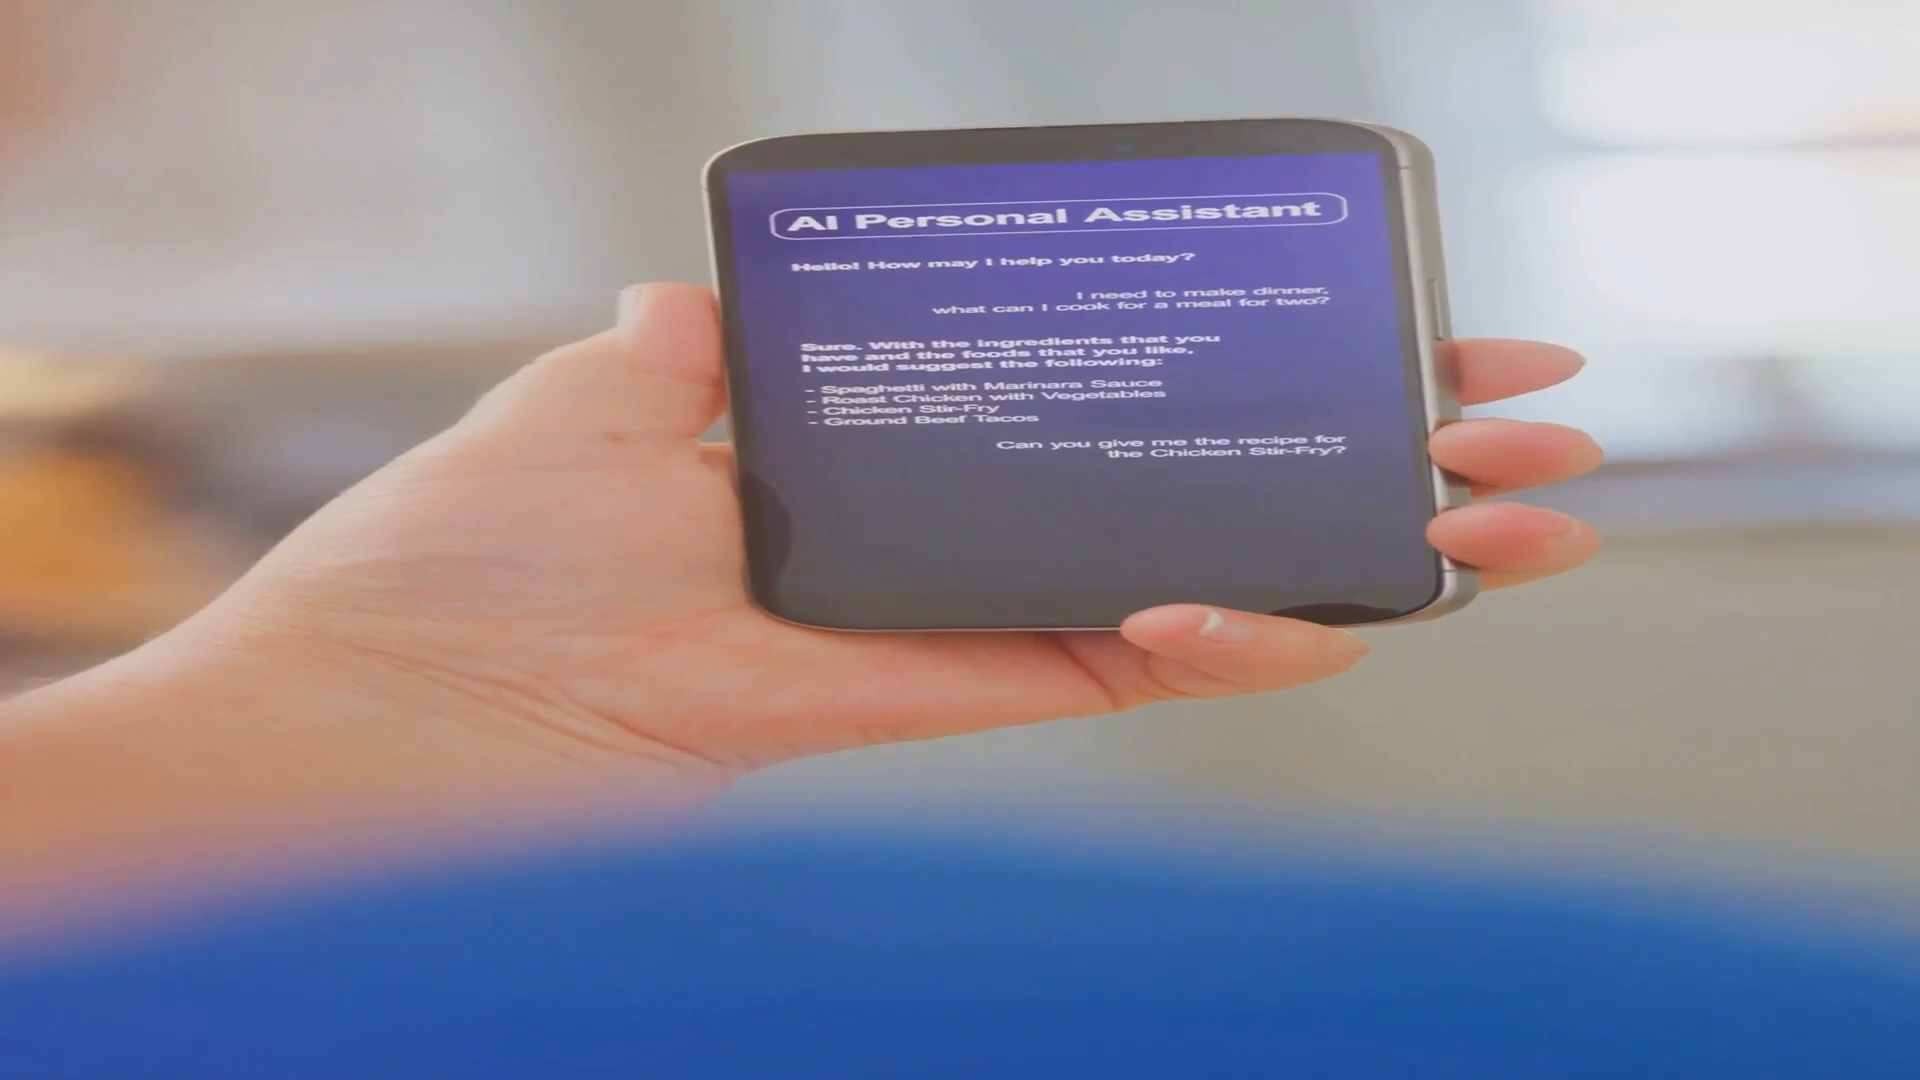 AI Personal Assistant
Hello! How may I help you today?
I need to make dinner,
what can I cook for a meal for two?
Sure. With the ingredients that you
have and the foods that you like,
I would suggest the following:
- Spaghetti with Marinara Sauce
- Roast Chicken with Vegetables
- Chicken Stir-Fry
- Ground Beef Tacos
Can you give me the recipe for
the Chicken Stir-Fry?